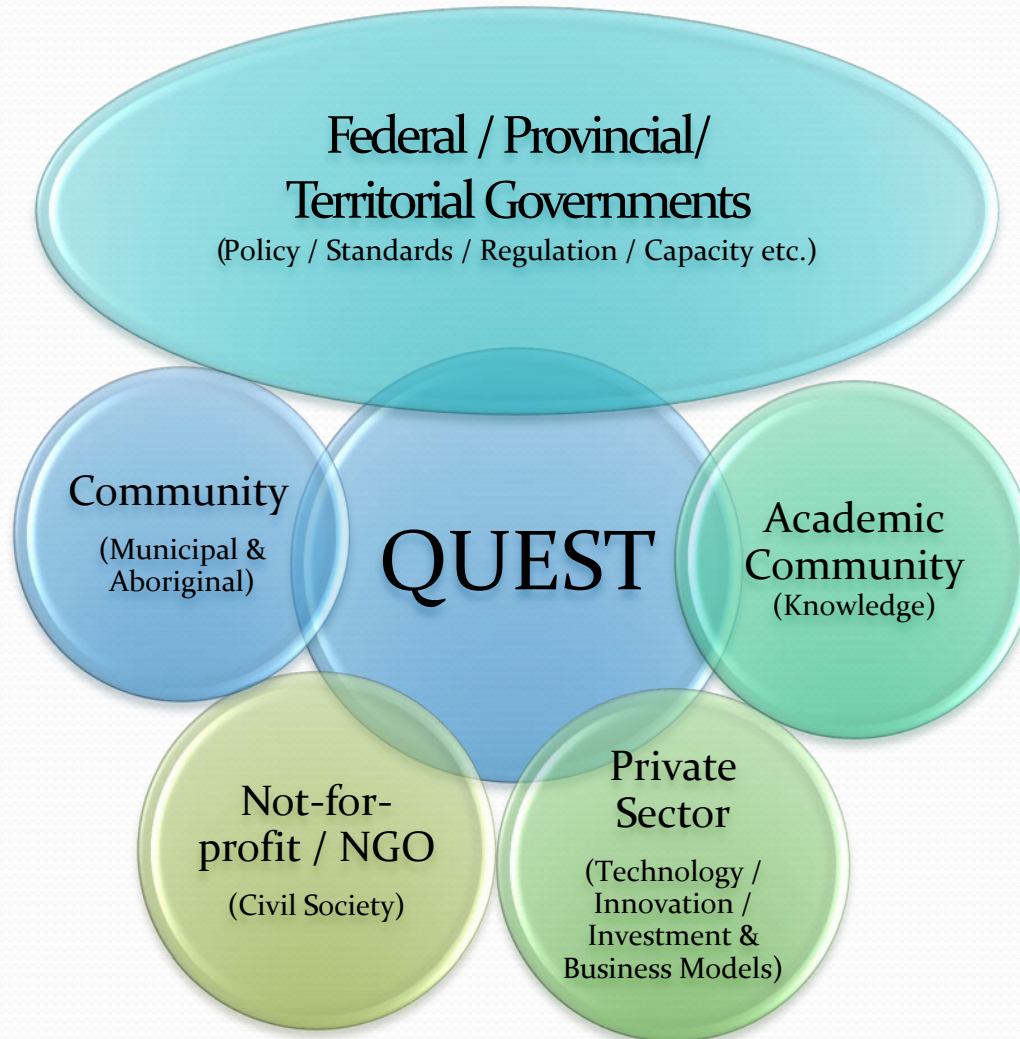 Federal / Provincial/
Territorial Governments
(Policy / Standards / Regulation / Capacity etc.)
Community
(Municipal &
Aboriginal)
QUEST
Academic
Community
(Knowledge)
Not-for-
profit / NGO
(Civil Society)
Private
Sector
(Technology /
Innovation /
Investment &
Business Models)